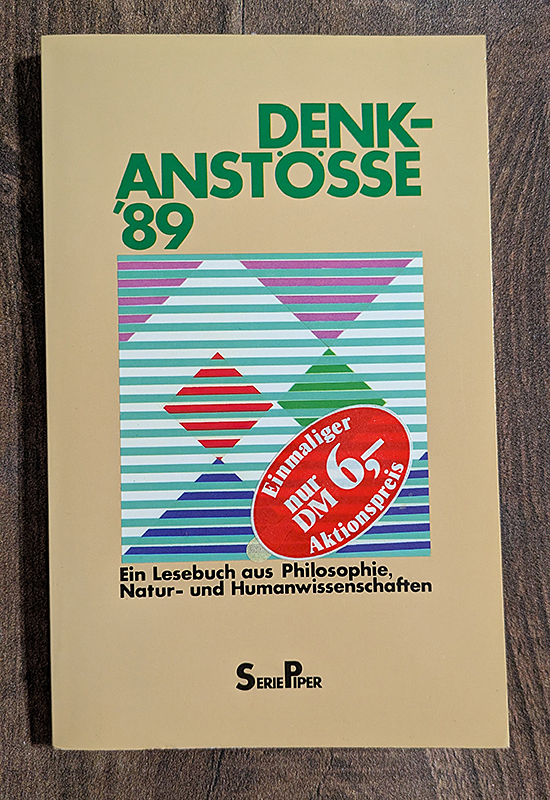 DENK-
ANSTÖSSE
'89
Einmaliger
nur
DM 6,-
Aktionspreis
Ein Lesebuch aus Philosophie,
Natur- und Humanwissenschaften
SERIE PIPER